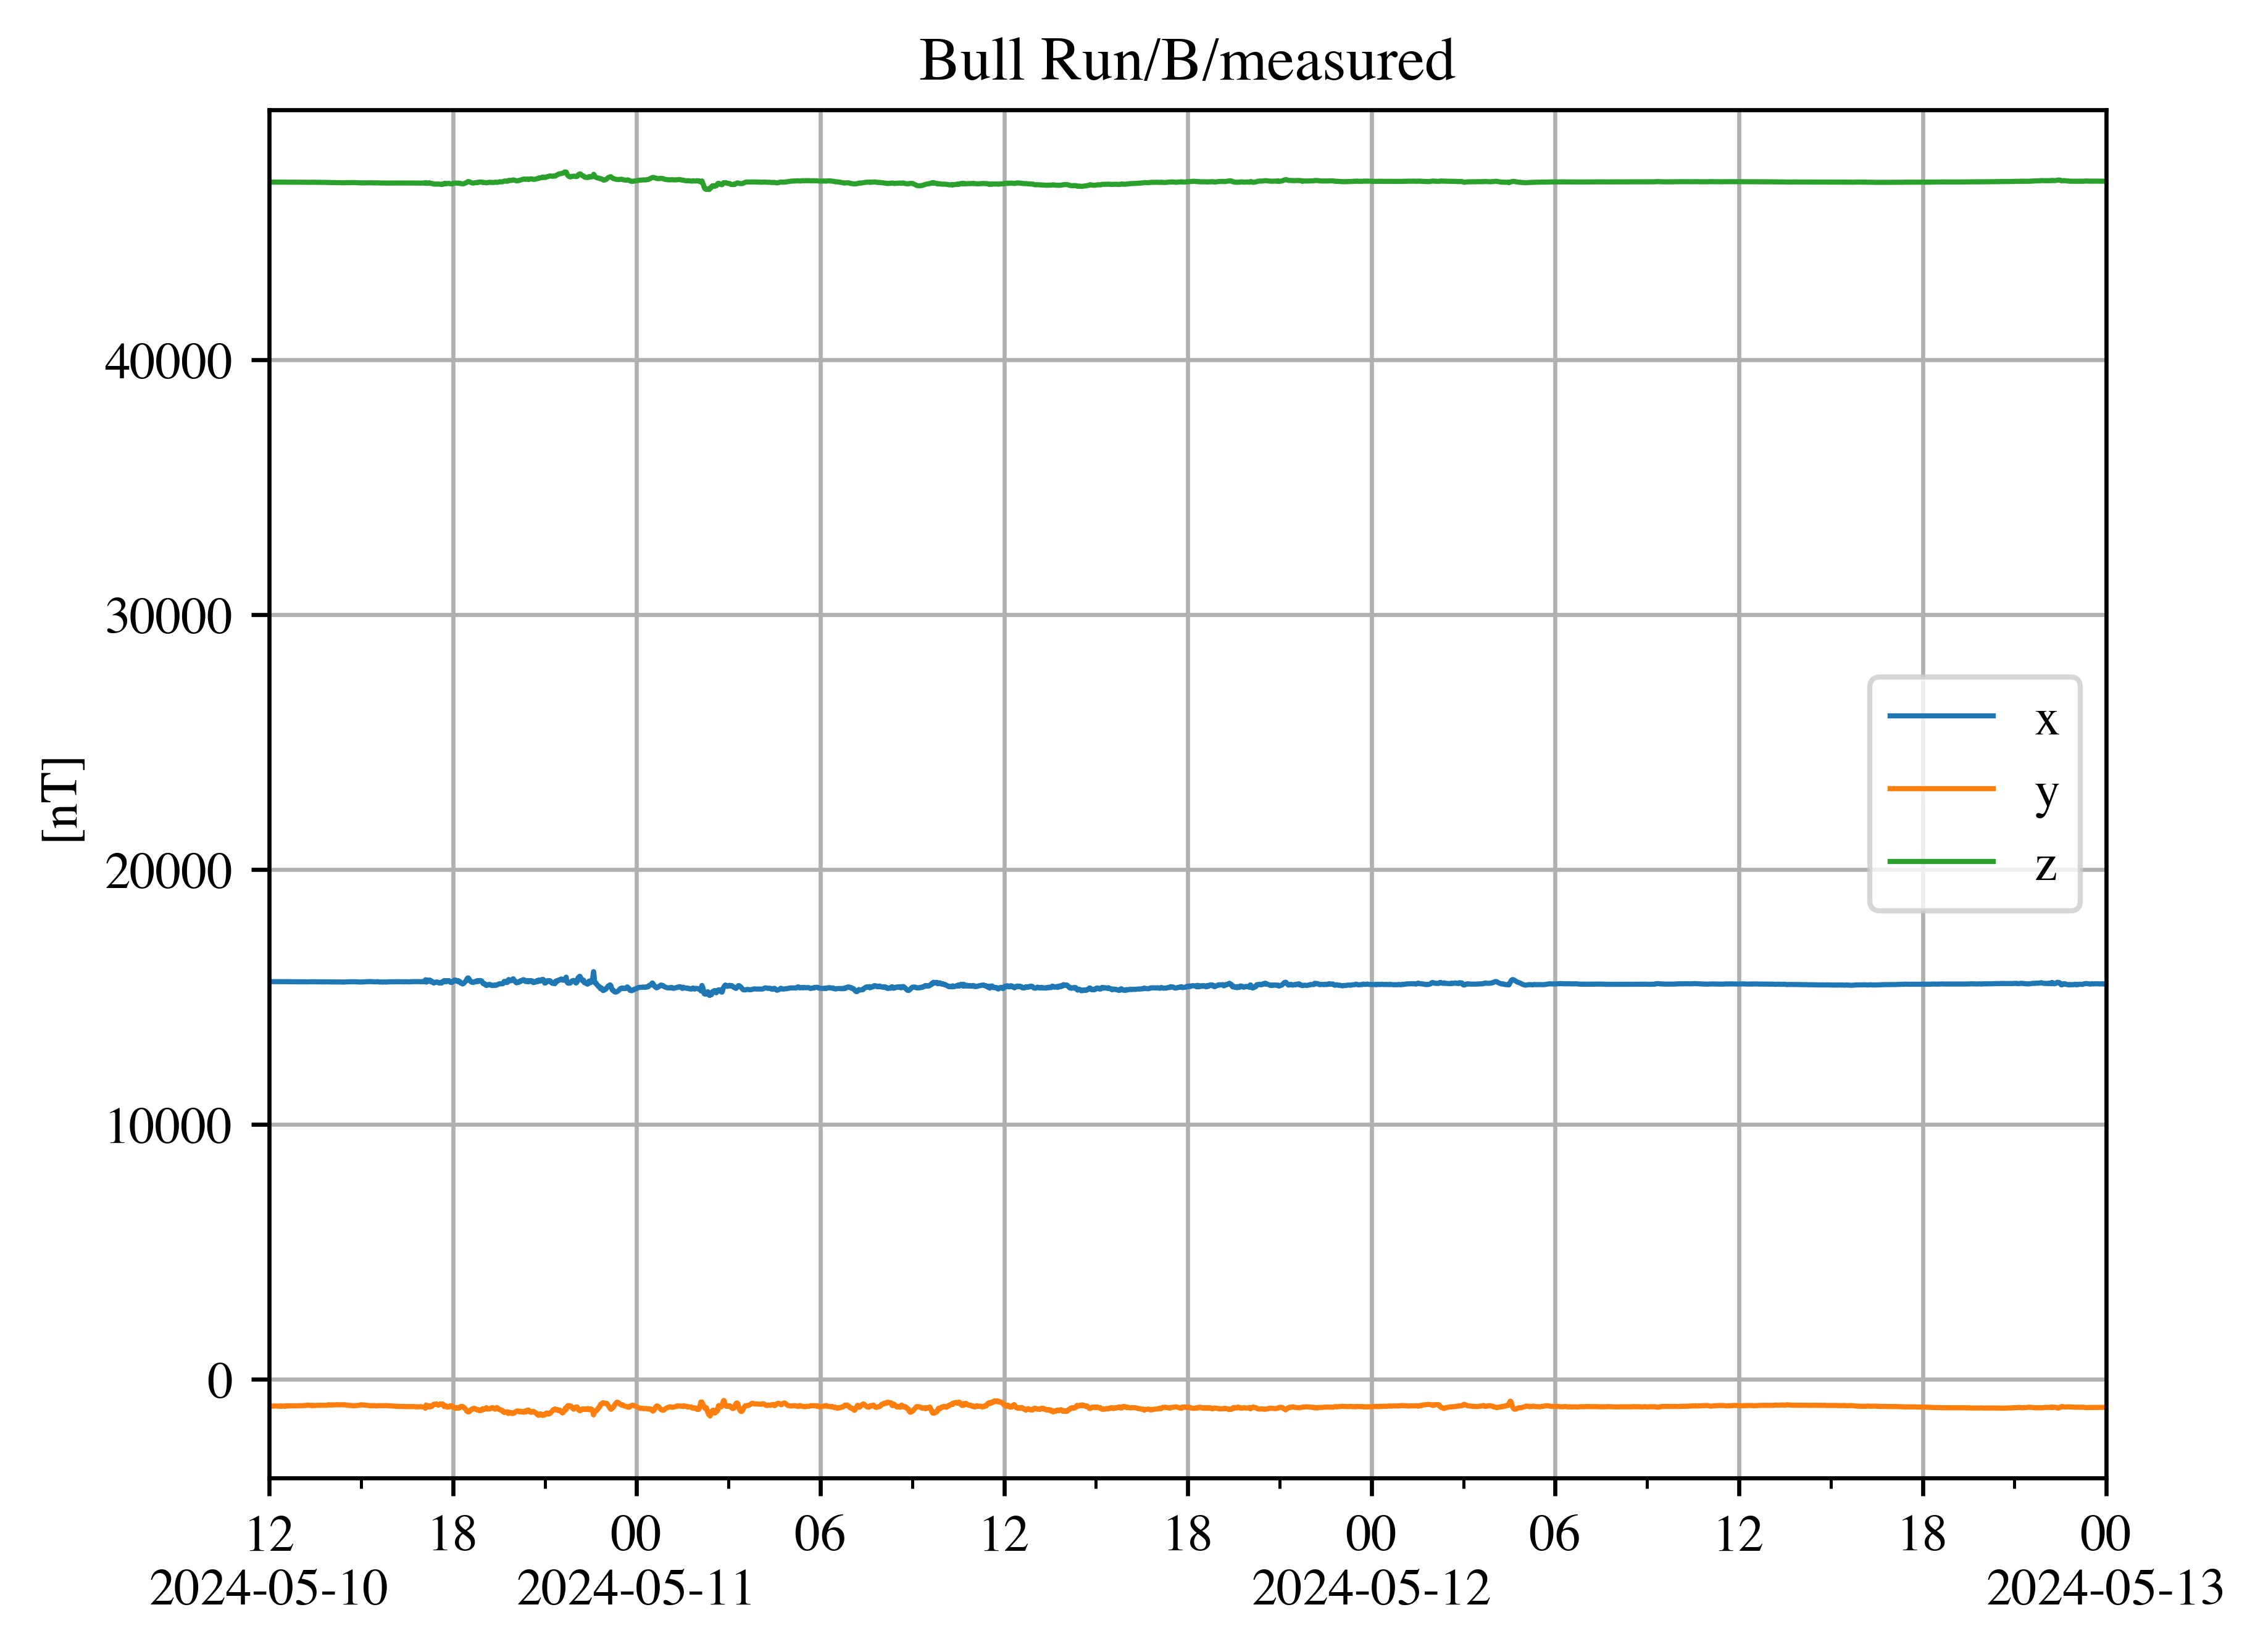 Bull Run/B/measured
[nT]
40000
30000
20000
10000
0
x
y
z
12 18 00 06 12 18 00 06 12 18 00
2024-05-10 2024-05-11 2024-05-12 2024-05-13